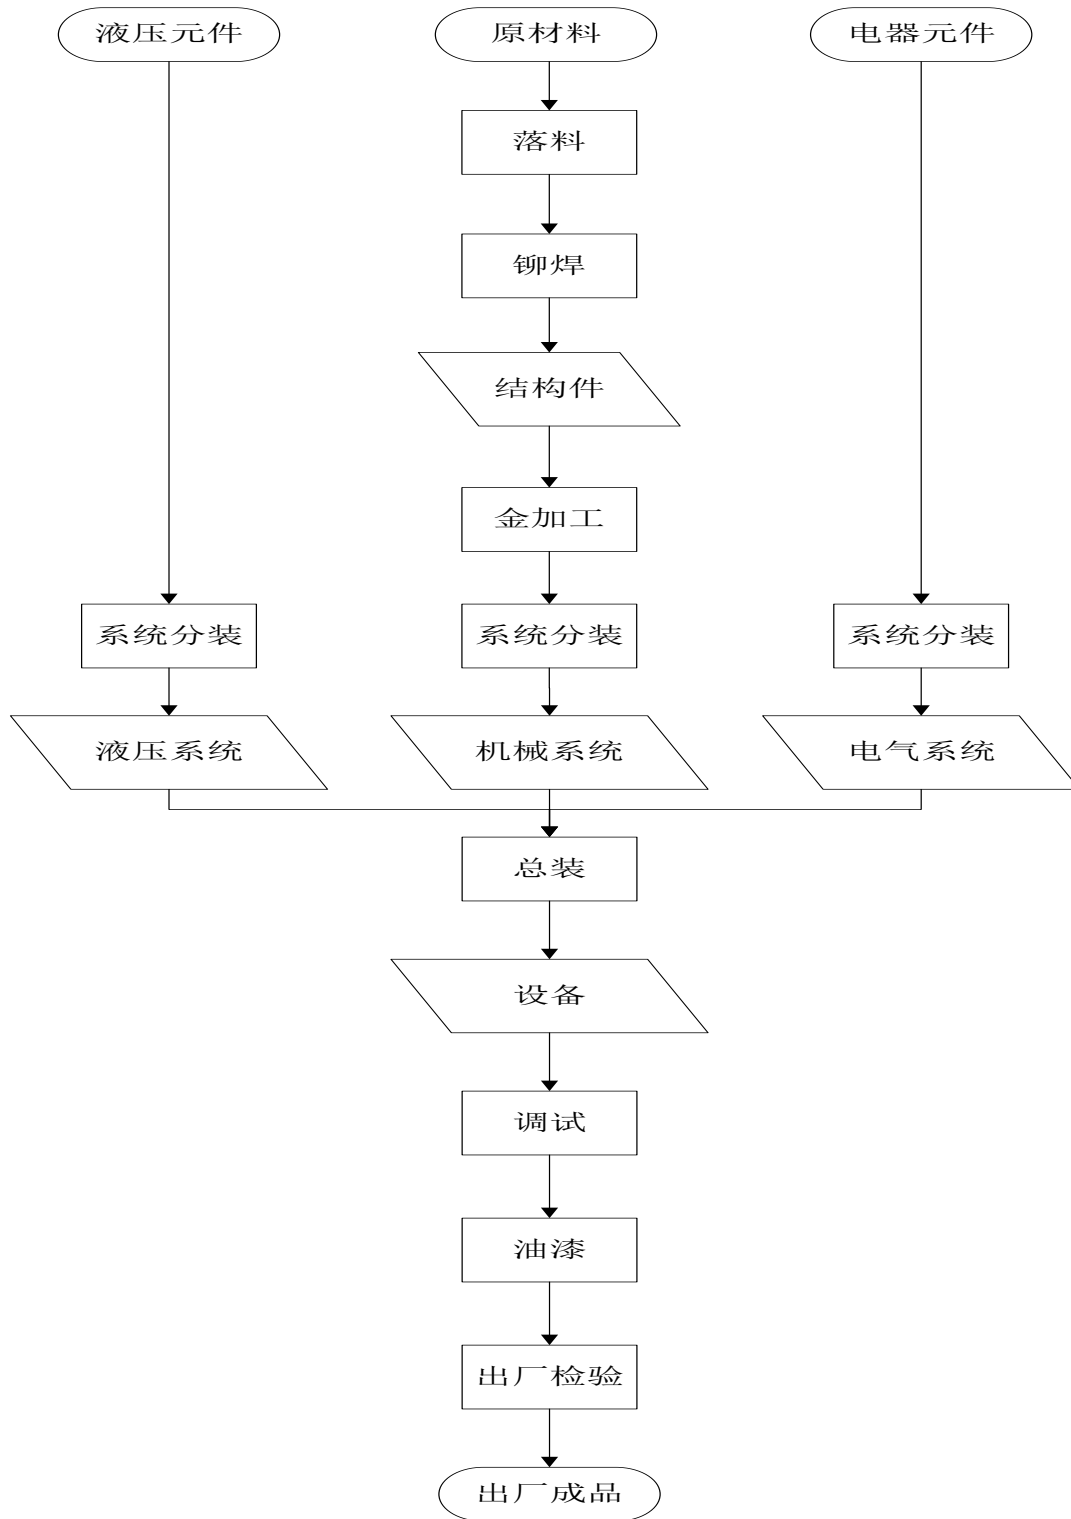 液压元件
原材料
电器元件
落料
铆焊
结构件
金加工
系统分装
系统分装
系统分装
液压系统
机械系统
电气系统
总装
设备
调试
油漆
出厂检验
出厂成品